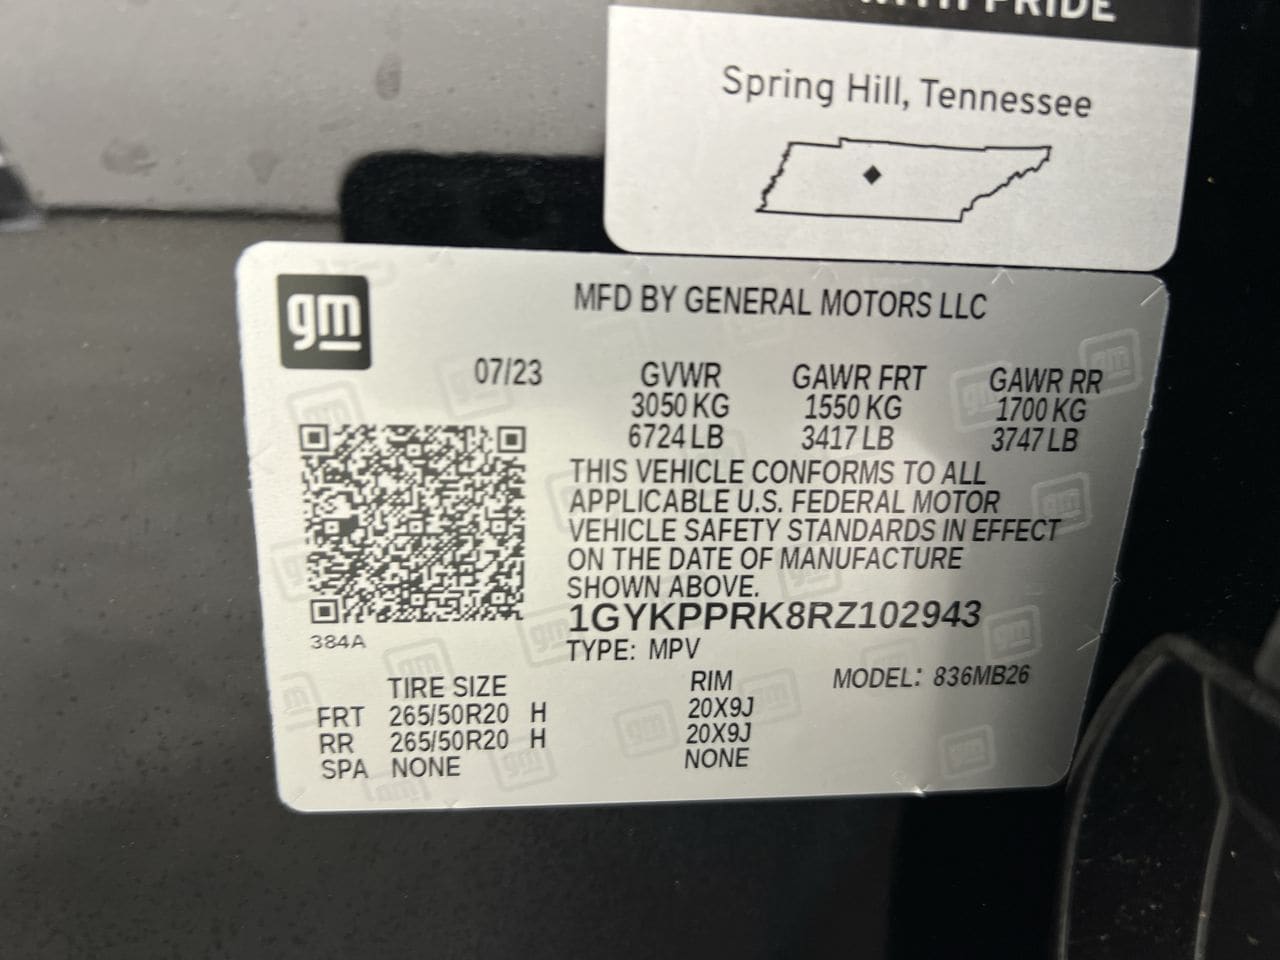 WITH PRIDE
Spring Hill, Tennessee
gm
MFD BY GENERAL MOTORS LLC
07/23 GVWR GAWR FRT GAWR RR
3050 KG 1550 KG 1700 KG
6724 LB 3417 LB 3747 LB
THIS VEHICLE CONFORMS TO ALL
APPLICABLE U.S. FEDERAL MOTOR
VEHICLE SAFETY STANDARDS IN EFFECT
ON THE DATE OF MANUFACTURE
SHOWN ABOVE.
1GYKPPRK8RZ102943
384A
TYPE: MPV
TIRE SIZE RIM MODEL: 836MB26
FRT 265/50R20 H 20X9J
RR 265/50R20 H 20X9J
SPA NONE NONE